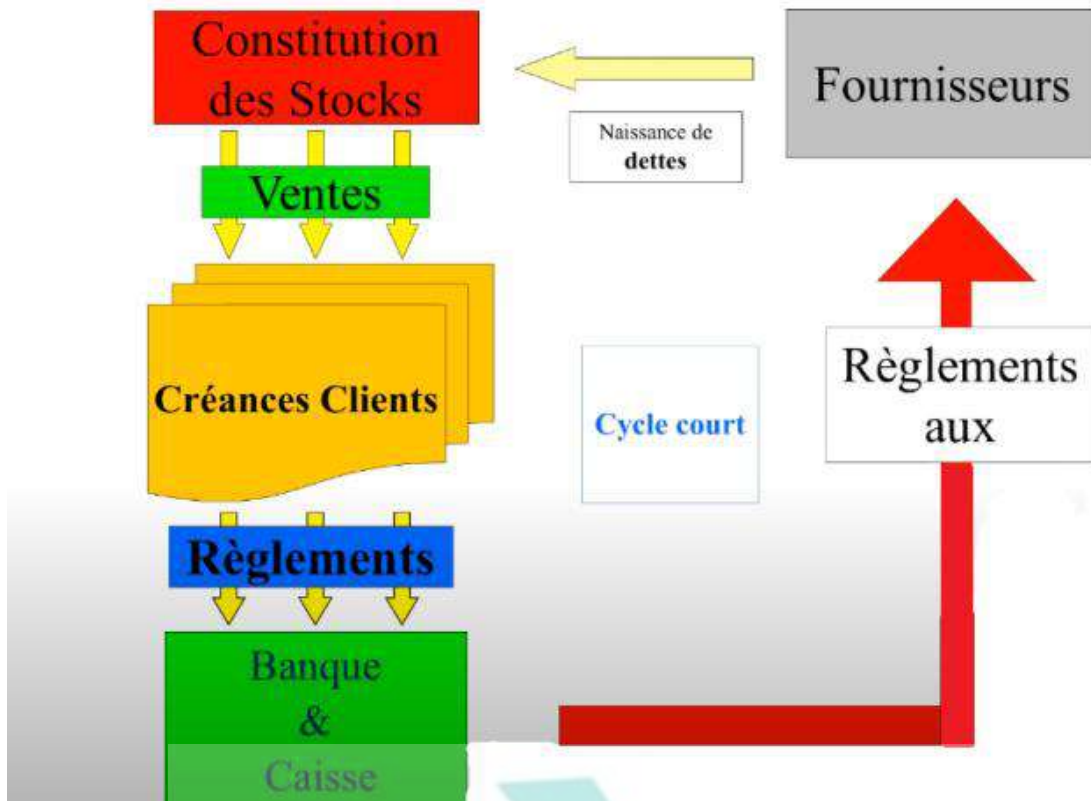 Constitution
des Stocks
Fournisseurs
Naissance de
dettes
Ventes
Créances Clients
Cycle court
Règlements
aux
Règlements
Banque
&
Caisse